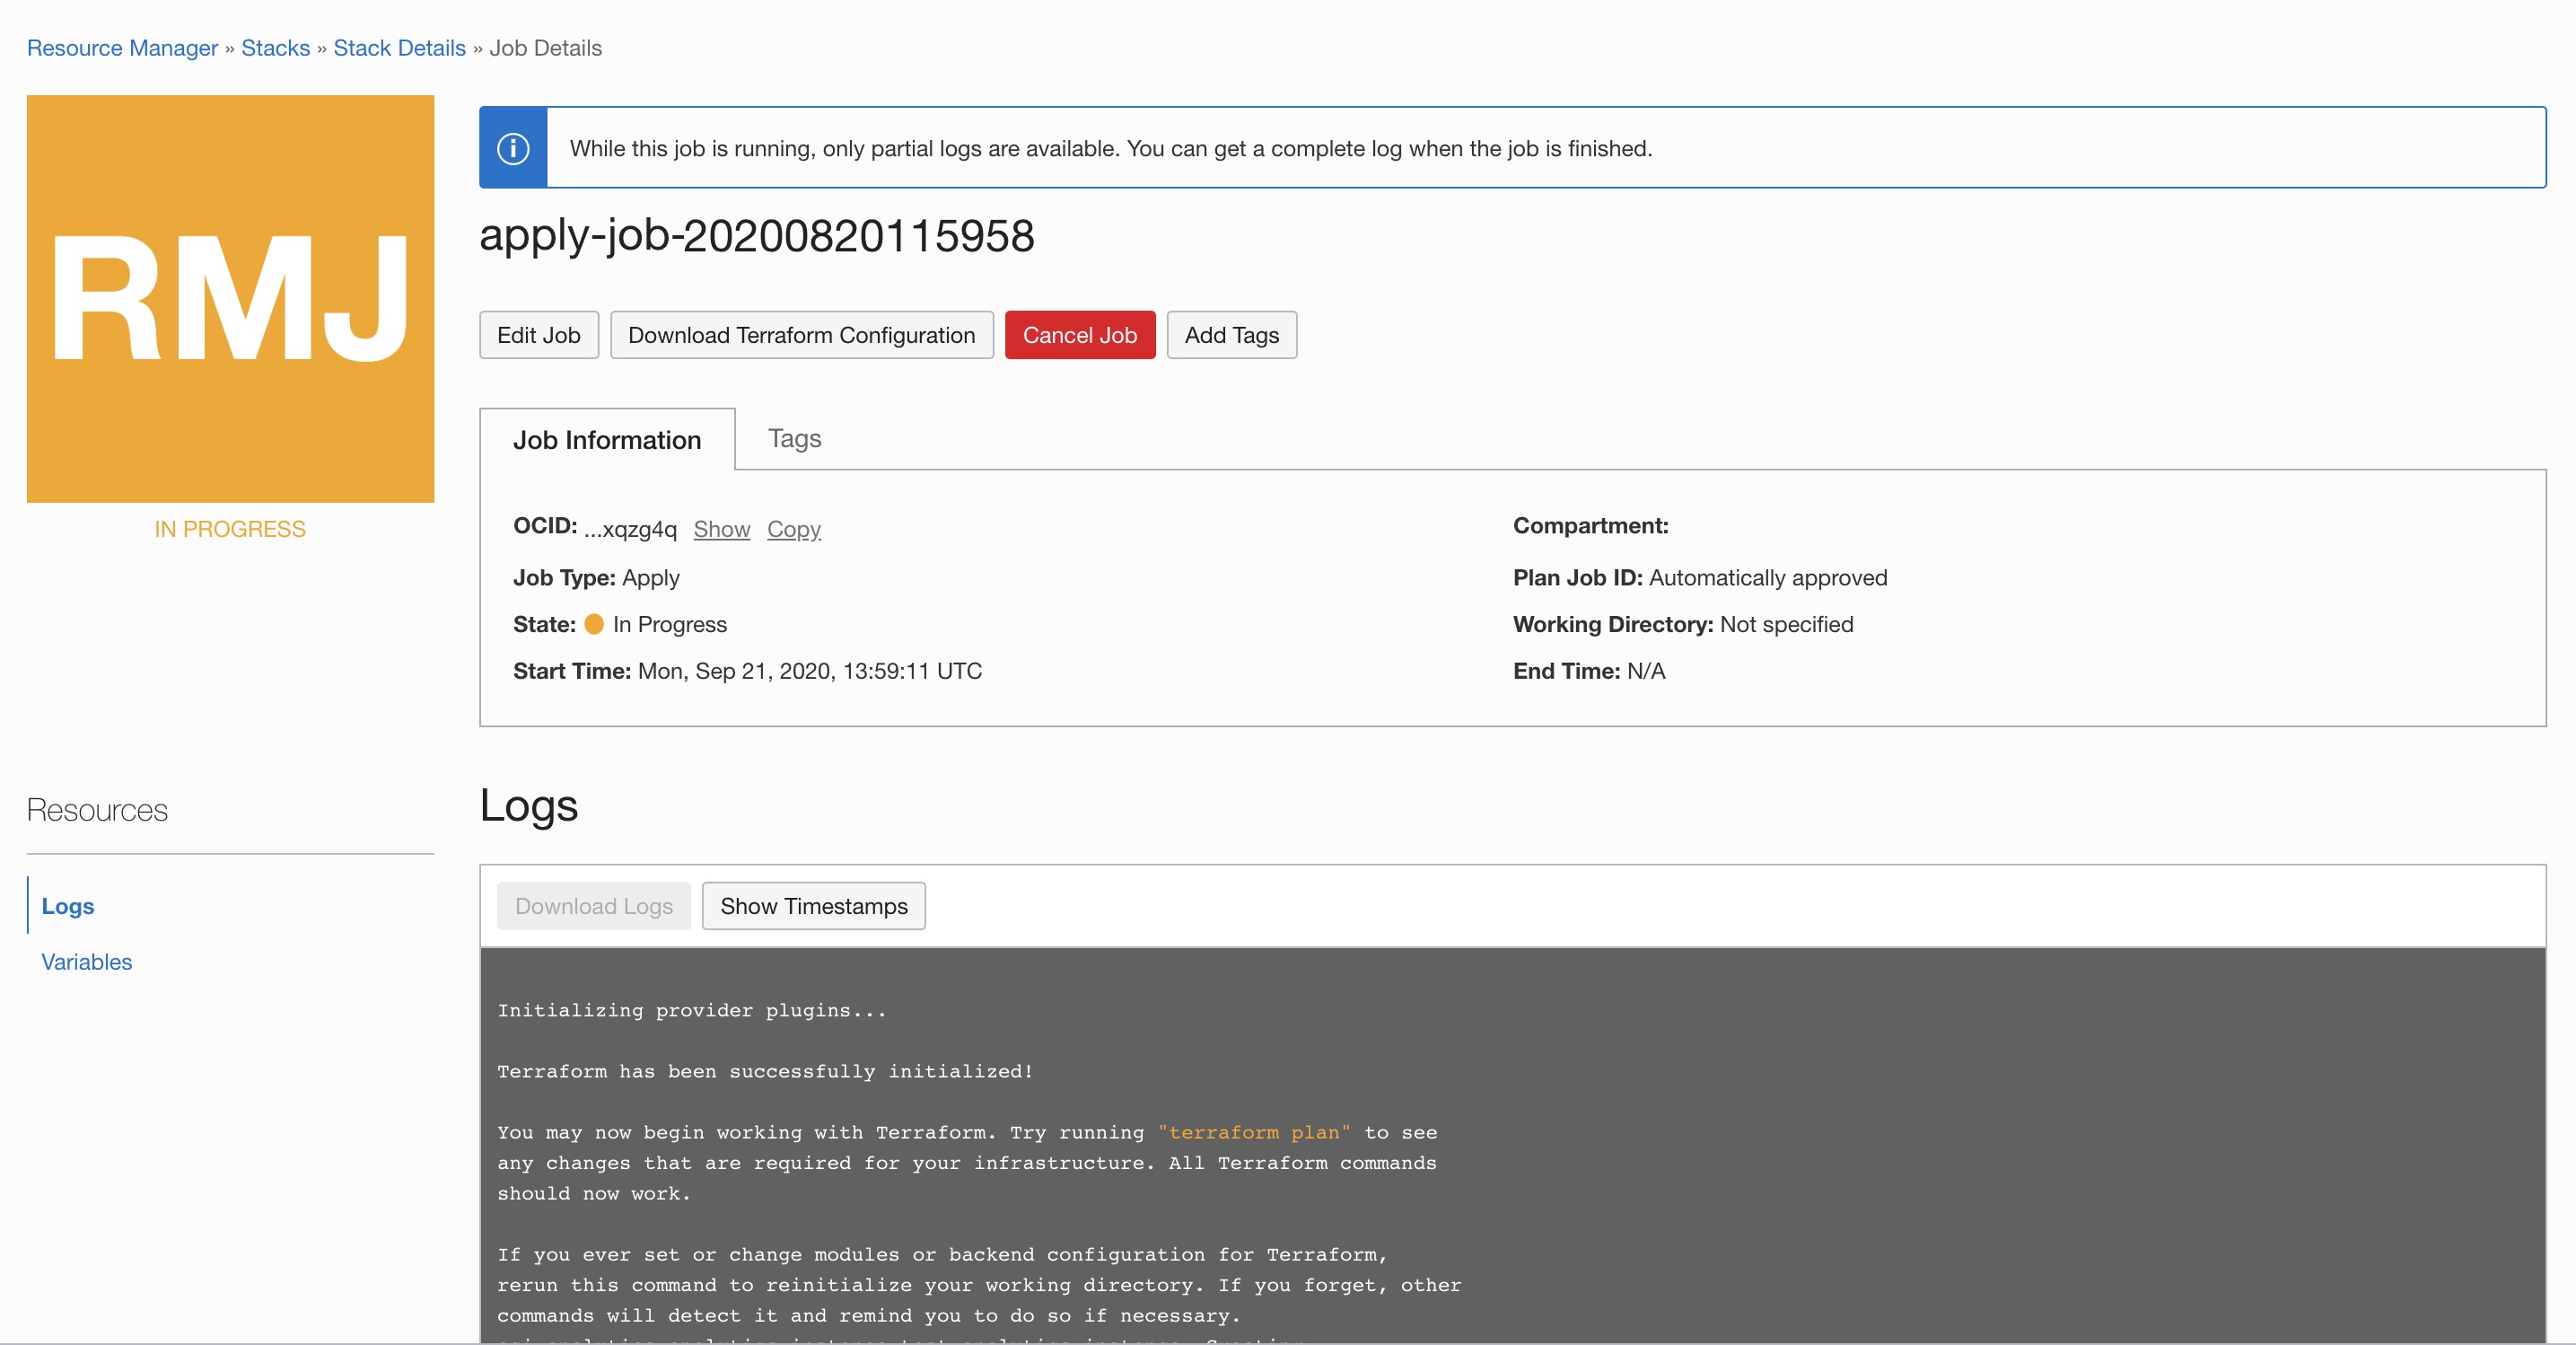 Resource Manager » Stacks » Stack Details » Job Details
RMJ
IN PROGRESS
While this job is running, only partial logs are available. You can get a complete log when the job is finished.
apply-job-20200820115958
Edit Job Download Terraform Configuration Cancel Job Add Tags
Job Information Tags
OCID: ...xqzg4q Show Copy
Job Type: Apply
State: In Progress
Start Time: Mon, Sep 21, 2020, 13:59:11 UTC
Compartment:
Plan Job ID: Automatically approved
Working Directory: Not specified
End Time: N/A
Resources
Logs
Variables
Logs
Download Logs Show Timestamps
Initializing provider plugins...
Terraform has been successfully initialized!
You may now begin working with Terraform. Try running "terraform plan" to see
any changes that are required for your infrastructure. All Terraform commands
should now work.
If you ever set or change modules or backend configuration for Terraform,
rerun this command to reinitialize your working directory. If you forget, other
commands will detect it and remind you to do so if necessary.